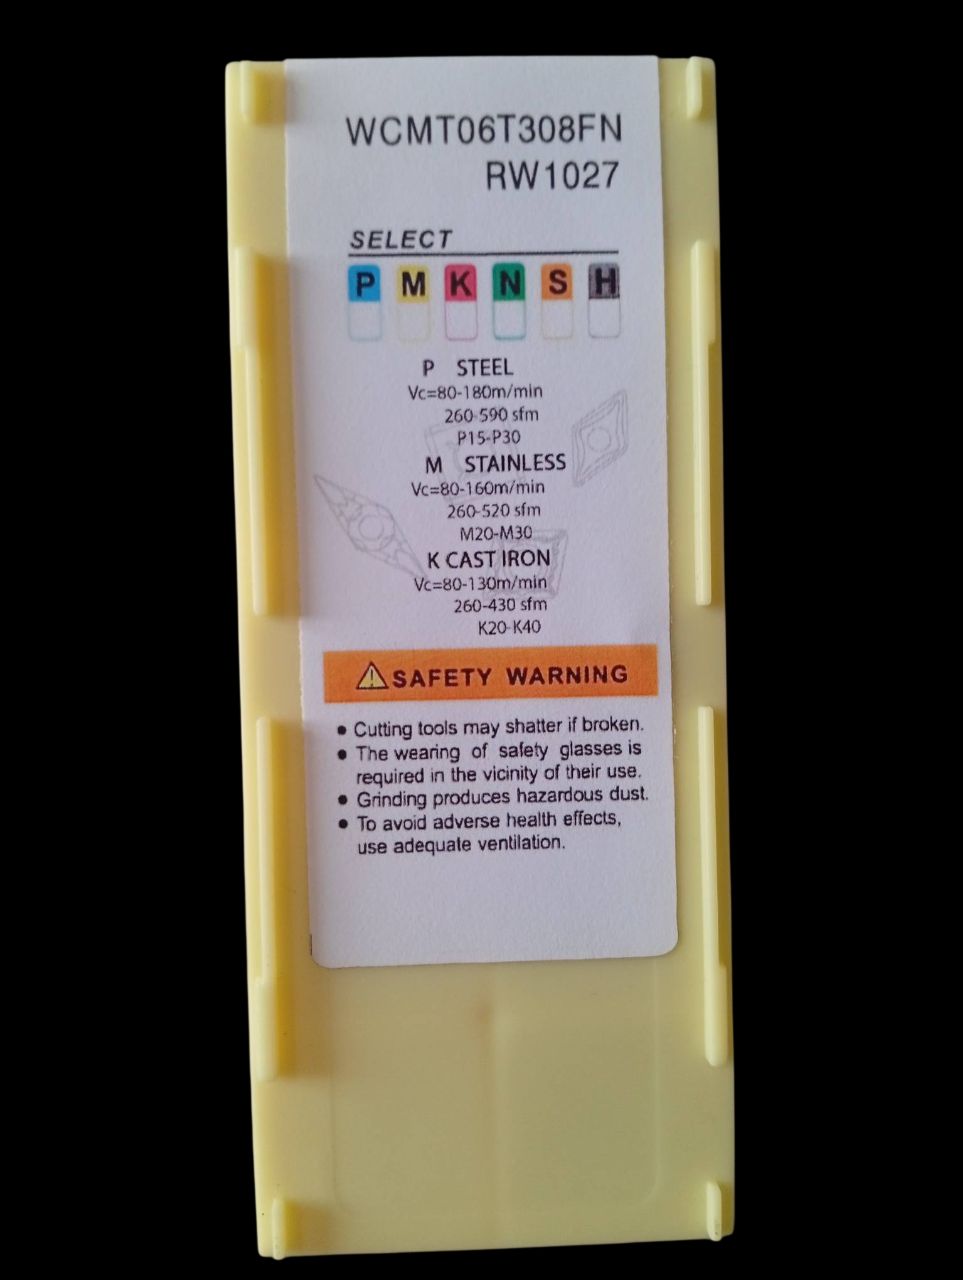 WCMT06T308FN
RW1027
SELECT
P M K N S H
P STEEL
Vc=80-180m/min
260-590 sfm
P15-P30
M STAINLESS
Vc=80-160m/min
260-520 sfm
M20-M30
K CAST IRON
Vc=80-130m/min
260-430 sfm
K20-K40
SAFETY WARNING
• Cutting tools may shatter if broken.
• The wearing of safety glasses is
required in the vicinity of their use.
• Grinding produces hazardous dust.
• To avoid adverse health effects,
use adequate ventilation.